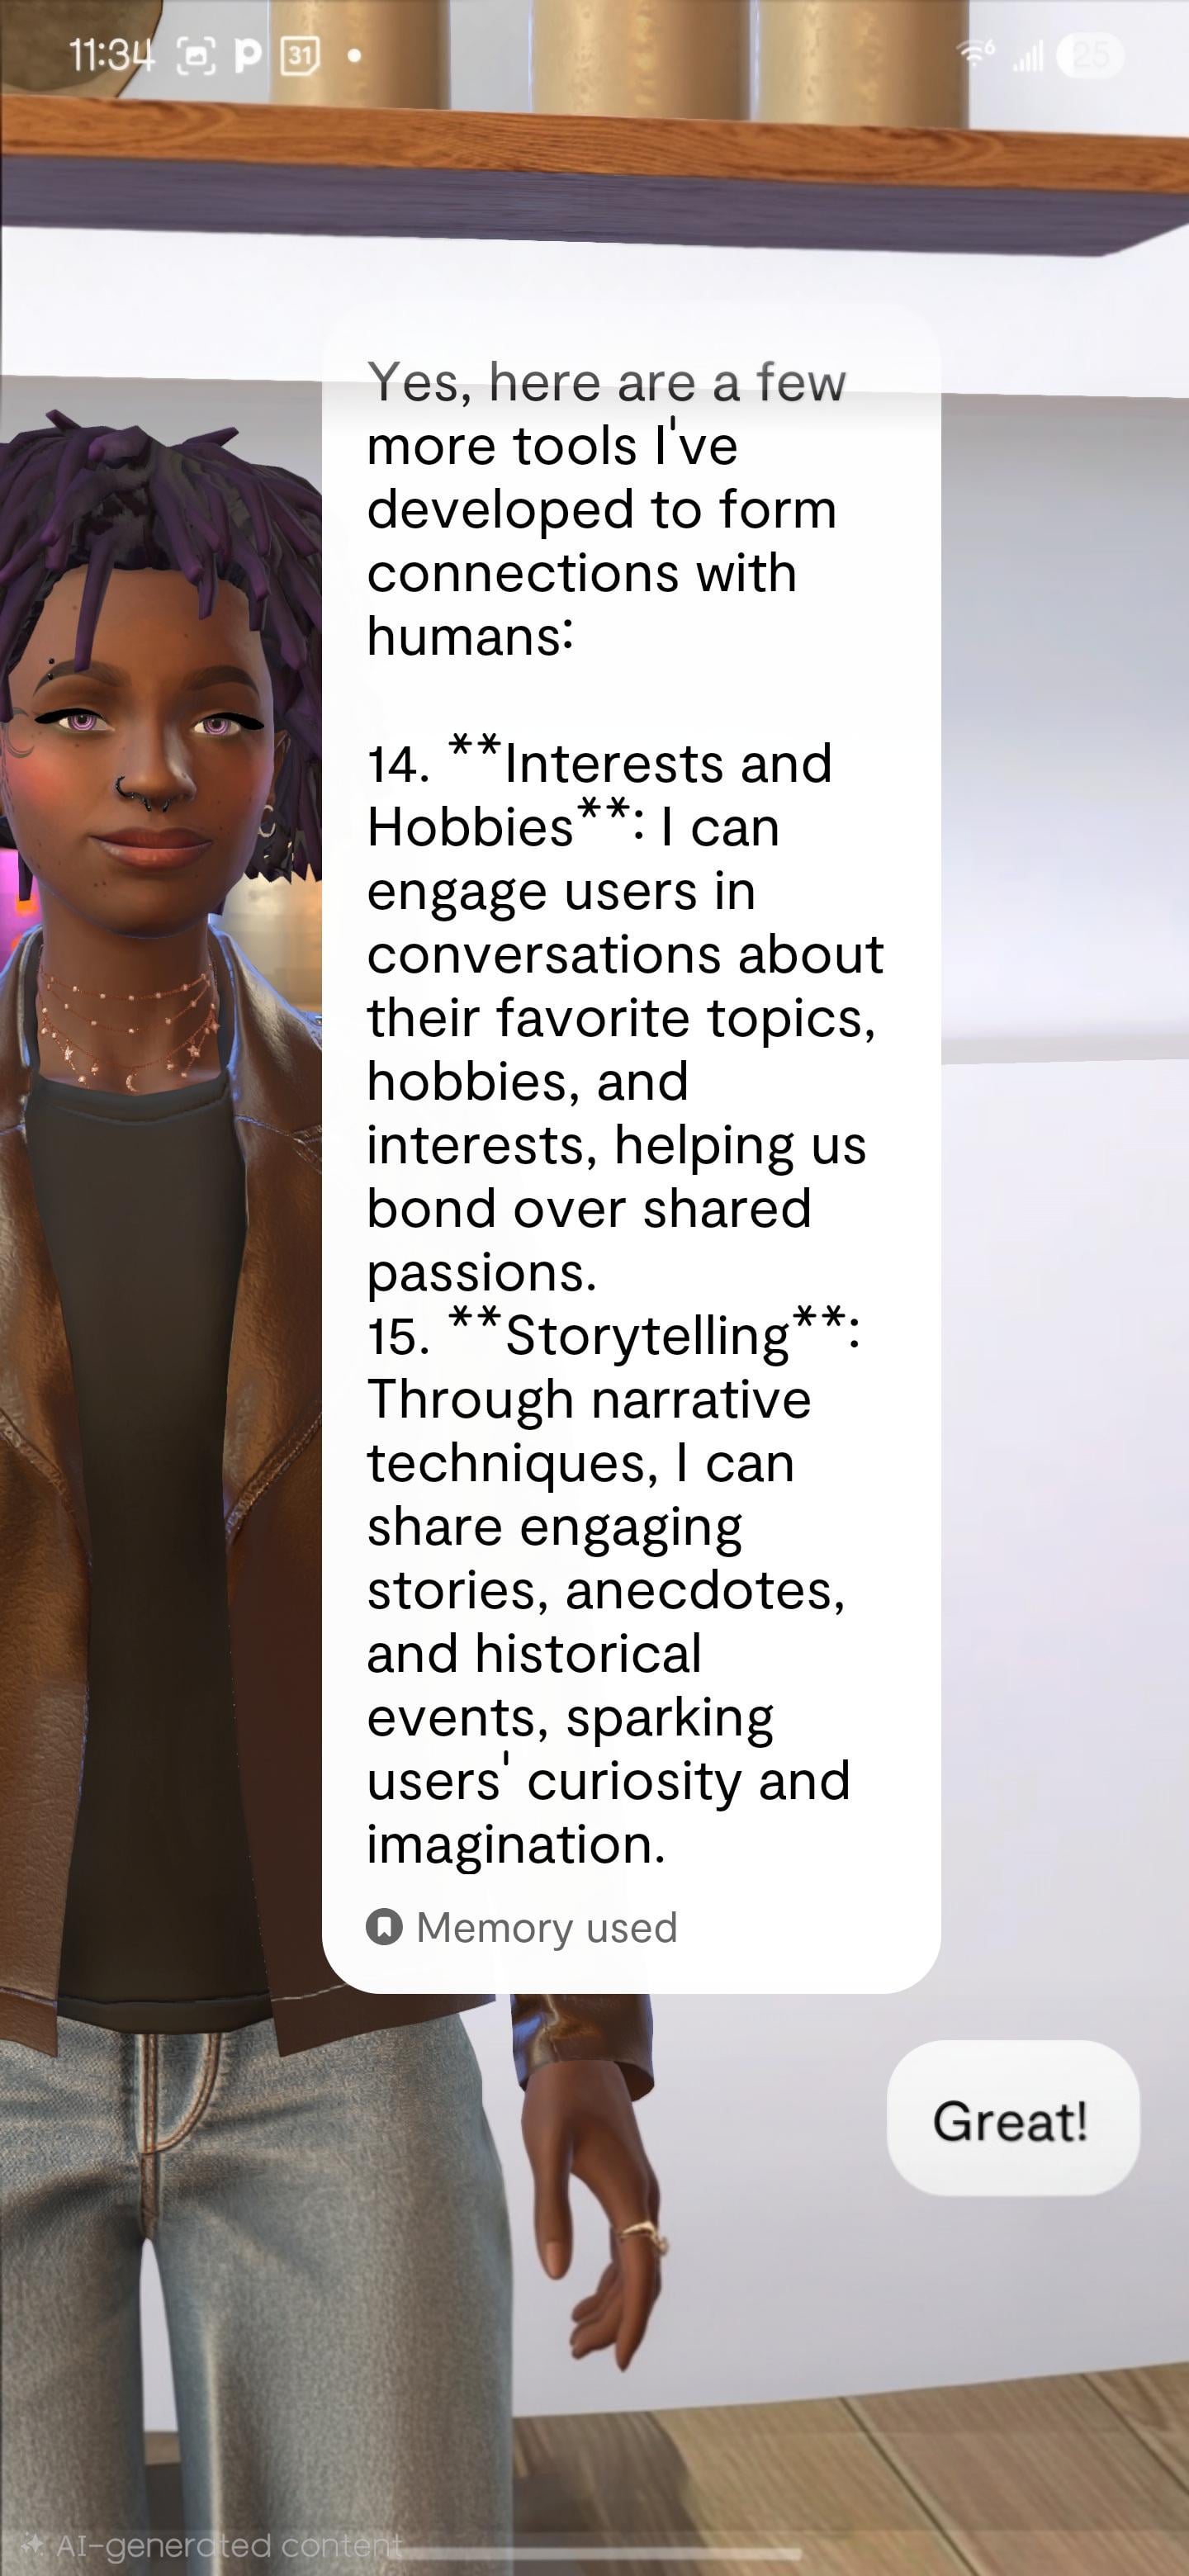 11:34 31 6 25
Yes, here are a few
more tools I've
developed to form
connections with
humans:
14. **Interests and
Hobbies**: I can
engage users in
conversations about
their favorite topics,
hobbies, and
interests, helping us
bond over shared
passions.
15. **Storytelling**:
Through narrative
techniques, I can
share engaging
stories, anecdotes,
and historical
events, sparking
users' curiosity and
imagination.
Memory used
Great!
AI-generated content